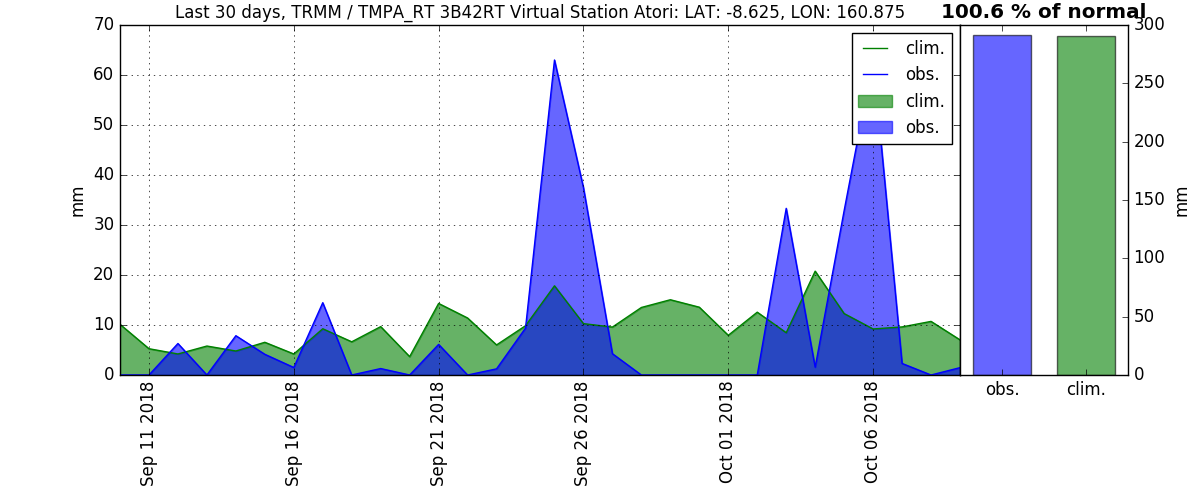 Last 30 days, TRMM / TMPA_RT 3B42RT Virtual Station Atori: LAT: -8.625, LON: 160.875
100.6 % of normal
70
60
50
40
30
20
10
0
mm
clim.
obs.
clim.
obs.
300
250
200
150
100
50
0
mm
obs.
clim.
Sep 11 2018
Sep 16 2018
Sep 21 2018
Sep 26 2018
Oct 01 2018
Oct 06 2018